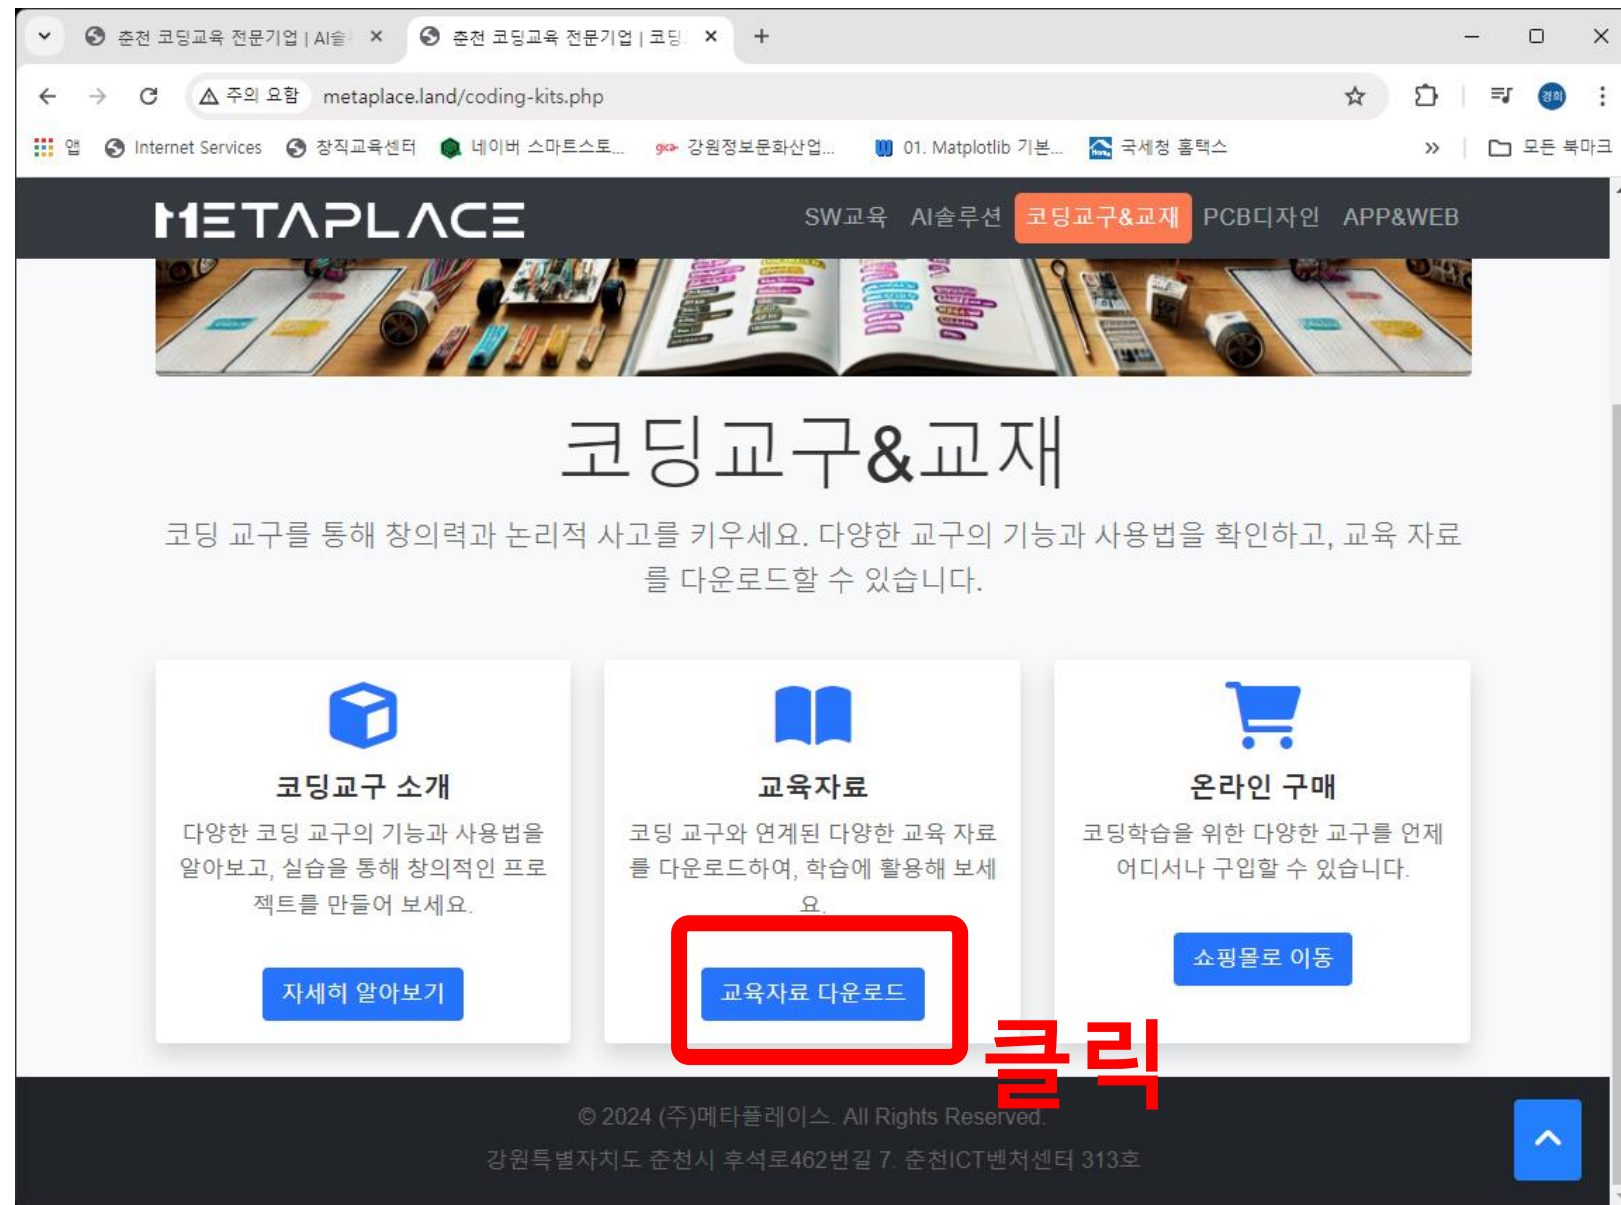 춘천 코딩교육 전문기업 | AI솔
춘천 코딩교육 전문기업 | 코딩
주의 요함 metaplace.land/coding-kits.php
경희
앱 Internet Services 창직교육센터 네이버 스마트스토... gica 강원정보문화산업... 01. Matplotlib 기본... 국세청 홈택스 모든 북마크
METAPLACE SW교육 AI솔루션 코딩교구&교재 PCB디자인 APP&WEB
코딩교구&교재
코딩 교구를 통해 창의력과 논리적 사고를 키우세요. 다양한 교구의 기능과 사용법을 확인하고, 교육 자료
를 다운로드할 수 있습니다.
코딩교구 소개
다양한 코딩 교구의 기능과 사용법을
알아보고, 실습을 통해 창의적인 프로
젝트를 만들어 보세요.
자세히 알아보기
교육자료
코딩 교구와 연계된 다양한 교육 자료
를 다운로드하여, 학습에 활용해 보세
요.
교육자료 다운로드
클릭
온라인 구매
코딩학습을 위한 다양한 교구를 언제
어디서나 구입할 수 있습니다.
쇼핑몰로 이동
© 2024 (주)메타플레이스. All Rights Reserved.
강원특별자치도 춘천시 후석로462번길 7. 춘천ICT벤처센터 313호